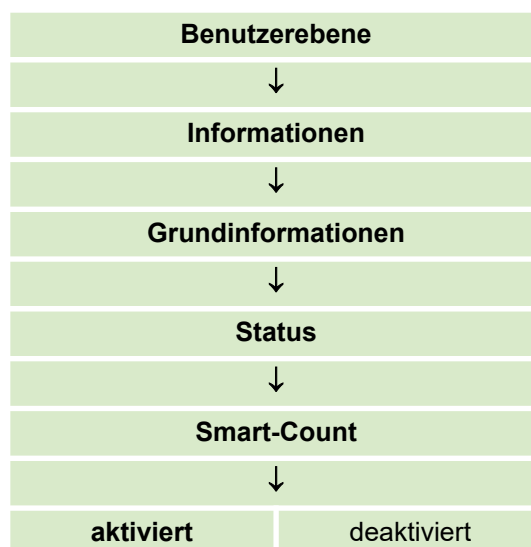 Benutzerebene
↓
Informationen
↓
Grundinformationen
↓
Status
↓
Smart-Count
↓
aktiviert deaktiviert